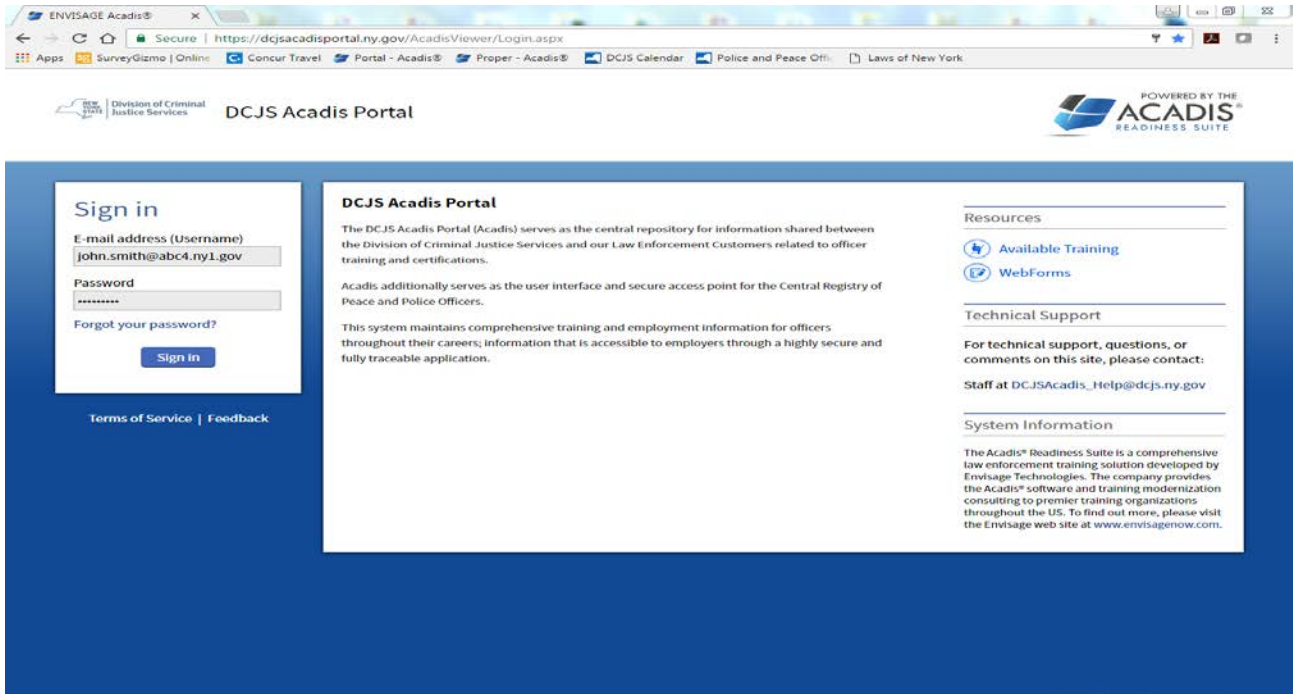 ENVISAGE Acadis®
Secure | https://dcjsacadisportal.ny.gov/AcadisViewer/Login.aspx
Apps SurveyGizmo | Online Concur Travel Portal - Acadis® Proper - Acadis® DCJS Calendar Police and Peace Offi Laws of New York
NEW YORK STATE Division of Criminal Justice Services
DCJS Acadis Portal
POWERED BY THE
ACADIS®
READINESS SUITE
Sign in
E-mail address (Username)
john.smith@abc4.ny1.gov
Password
•••••••••
Forgot your password?
Sign in
Terms of Service | Feedback
DCJS Acadis Portal
The DCJS Acadis Portal (Acadis) serves as the central repository for information shared between
the Division of Criminal Justice Services and our Law Enforcement Customers related to officer
training and certifications.
Acadis additionally serves as the user interface and secure access point for the Central Registry of
Peace and Police Officers.
This system maintains comprehensive training and employment information for officers
throughout their careers; information that is accessible to employers through a highly secure and
fully traceable application.
Resources
Available Training
WebForms
Technical Support
For technical support, questions, or
comments on this site, please contact:
Staff at DCJSAcadis_Help@dcjs.ny.gov
System Information
The Acadis® Readiness Suite is a comprehensive
law enforcement training solution developed by
Envisage Technologies. The company provides
the Acadis® software and training modernization
consulting to premier training organizations
throughout the US. To find out more, please visit
the Envisage web site at www.envisagenow.com.